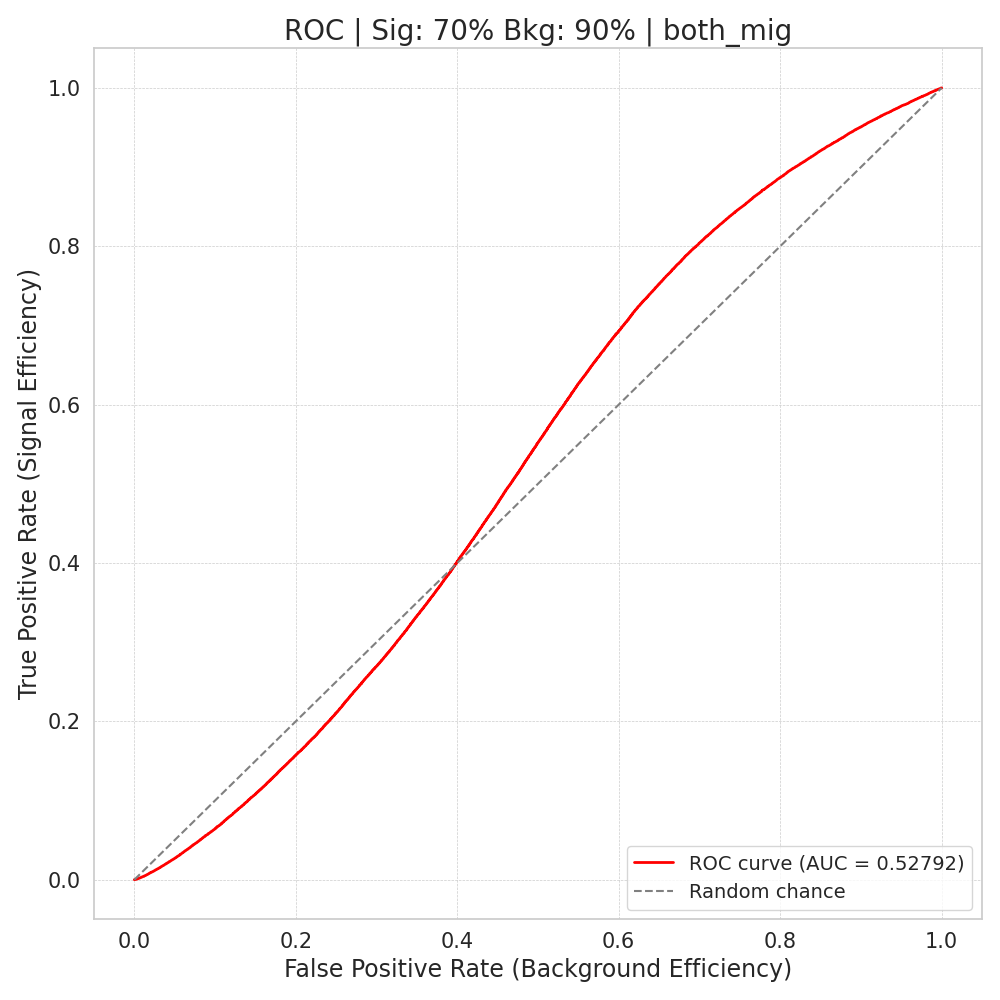 ROC | Sig: 70% Bkg: 90% | both_mig
True Positive Rate (Signal Efficiency)
1.0
0.8
0.6
0.4
0.2
0.0
ROC curve (AUC = 0.52792)
Random chance
0.0 0.2 0.4 0.6 0.8 1.0
False Positive Rate (Background Efficiency)